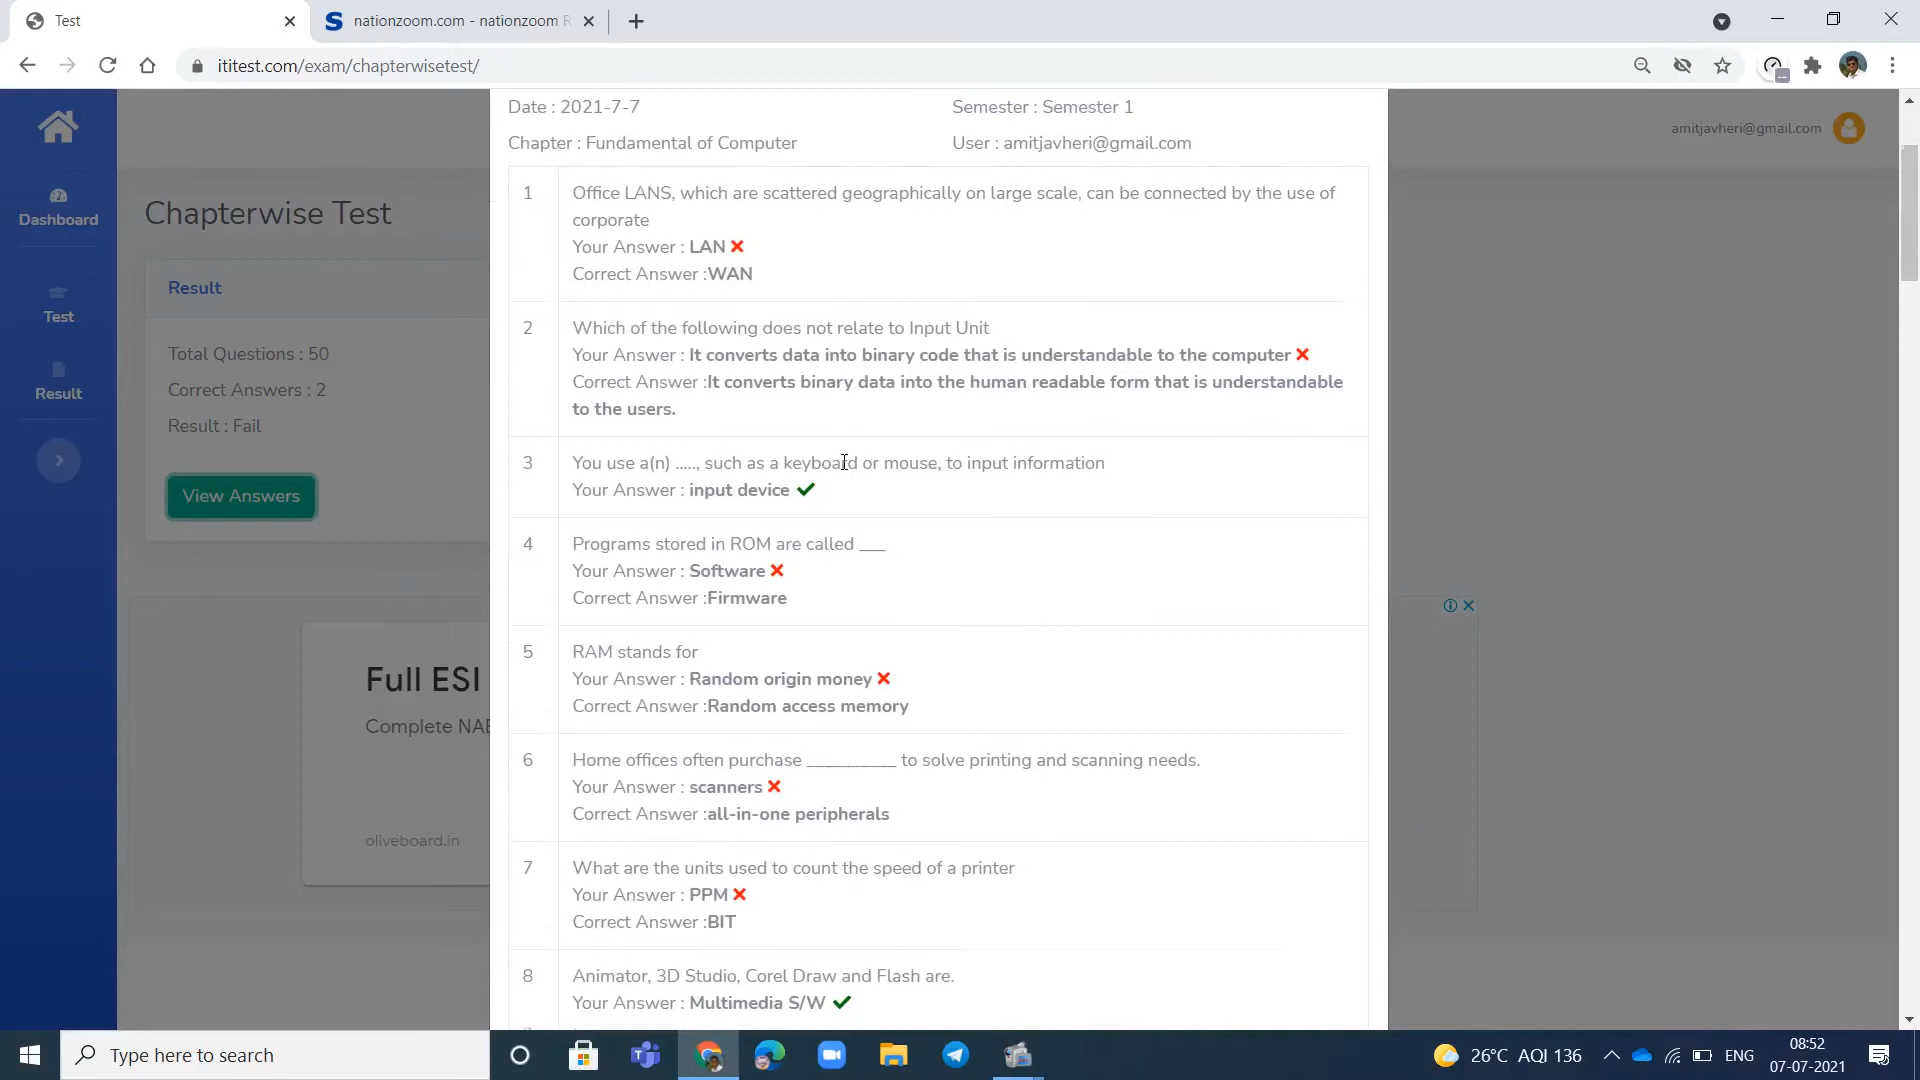 Test
nationzoom.com - nationzoom R
ititest.com/exam/chapterwisetest/
Date : 2021-7-7
Semester : Semester 1
Chapter : Fundamental of Computer
User : amitjavheri@gmail.com
amitjavheri@gmail.com
Dashboard
Test
Result
Chapterwise Test
Result
Total Questions : 50
Correct Answers : 2
Result : Fail
View Answers
Full ESI
Complete NAB
oliveboard.in
1
Office LANS, which are scattered geographically on large scale, can be connected by the use of
corporate
Your Answer : LAN
Correct Answer :WAN
2
Which of the following does not relate to Input Unit
Your Answer : It converts data into binary code that is understandable to the computer
Correct Answer :It converts binary data into the human readable form that is understandable
to the users.
3
You use a(n) ....., such as a keyboard or mouse, to input information
Your Answer : input device
4
Programs stored in ROM are called ___
Your Answer : Software
Correct Answer :Firmware
5
RAM stands for
Your Answer : Random origin money
Correct Answer :Random access memory
6
Home offices often purchase __________ to solve printing and scanning needs.
Your Answer : scanners
Correct Answer :all-in-one peripherals
7
What are the units used to count the speed of a printer
Your Answer : PPM
Correct Answer :BIT
8
Animator, 3D Studio, Corel Draw and Flash are.
Your Answer : Multimedia S/W
Type here to search
26°C AQI 136
ENG
08:52
07-07-2021